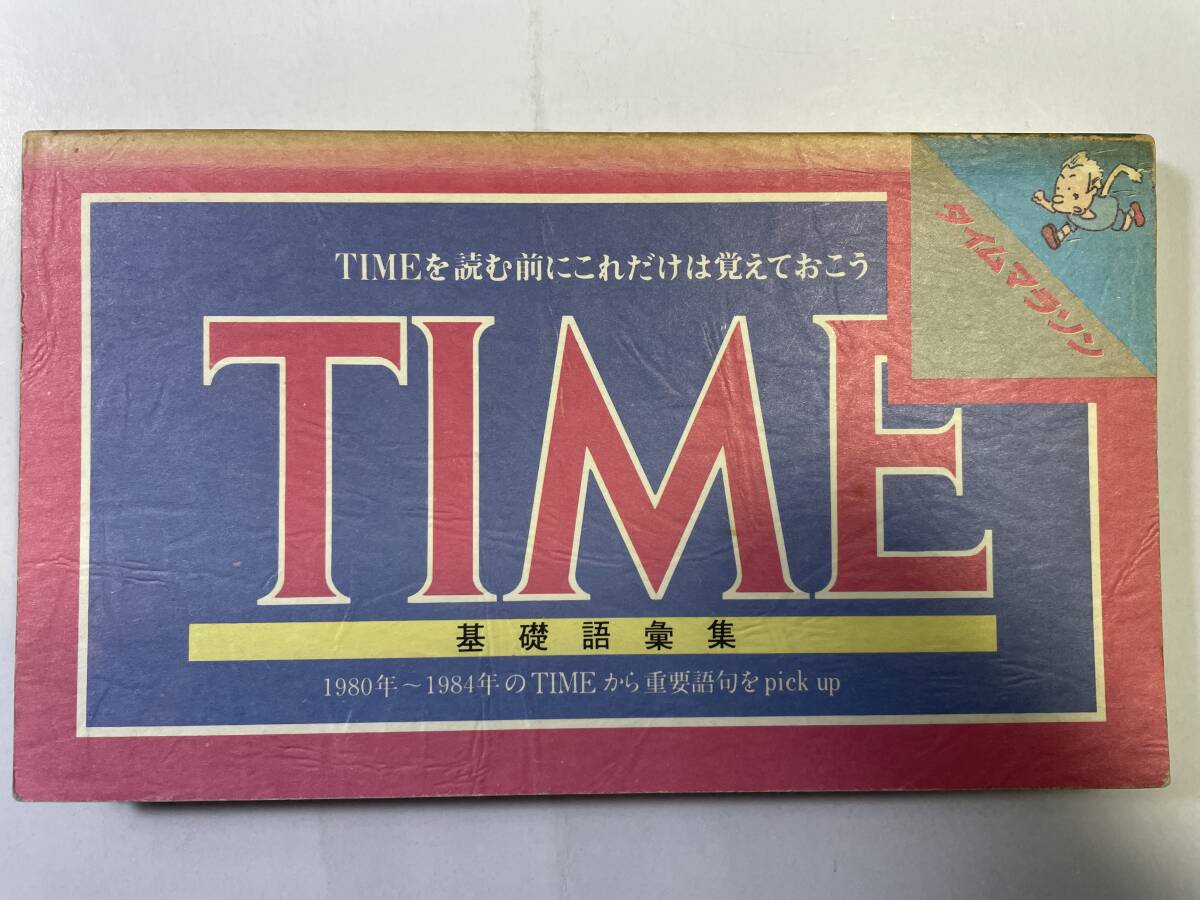 タイムマラソン
TIMEを読む前にこれだけは覚えておこう
TIME
基礎語彙集
1980年～1984年のTIMEから重要語句をpick up